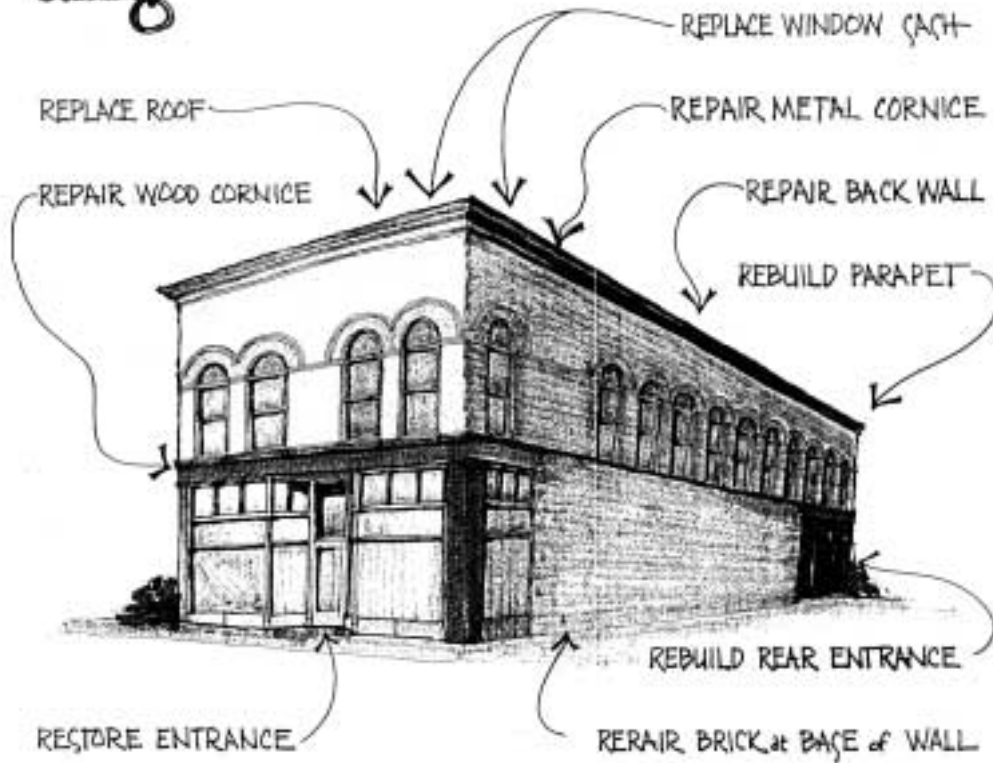 REPLACE WINDOW SASH
REPLACE ROOF
REPAIR METAL CORNICE
REPAIR WOOD CORNICE
REPAIR BACK WALL
REBUILD PARAPET
REBUILD REAR ENTRANCE
RESTORE ENTRANCE
RERAIR BRICK at BASE of WALL